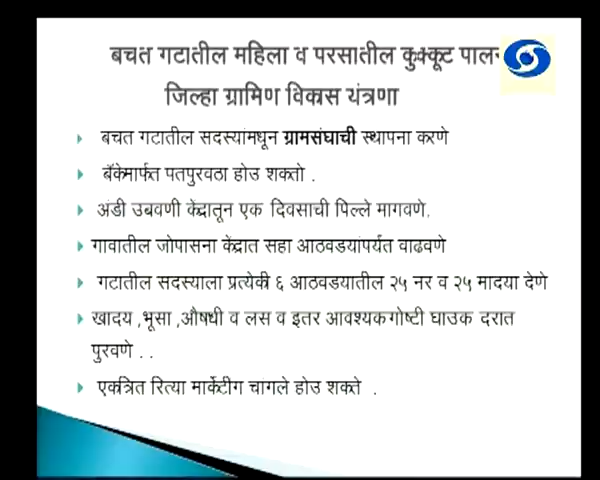 बचत गटातील महिला व परसातील कुक्कूट पालन
जिल्हा ग्रामिण विकास यंत्रणा
बचत गटातील सदस्यांमधून ग्रामसंघाची स्थापना करणे
बॅकेमार्फत पतपुरवठा होउ शकतो .
अंडी उबवणी केंद्रातून एक दिवसाची पिल्ले मागवणे.
गावातील जोपासना केंद्रात सहा आठवडयांपर्यंत वाढवणे
गटातील सदस्याला प्रत्येकी ६ आठवडयातील २५ नर व २५ मादया देणे
खादय ,भूसा ,औषधी व लस व इतर आवश्यकगोष्टी घाउक दरात
पुरवणे . .
एकत्रित रित्या मार्केटीग चागले होउ शकते .